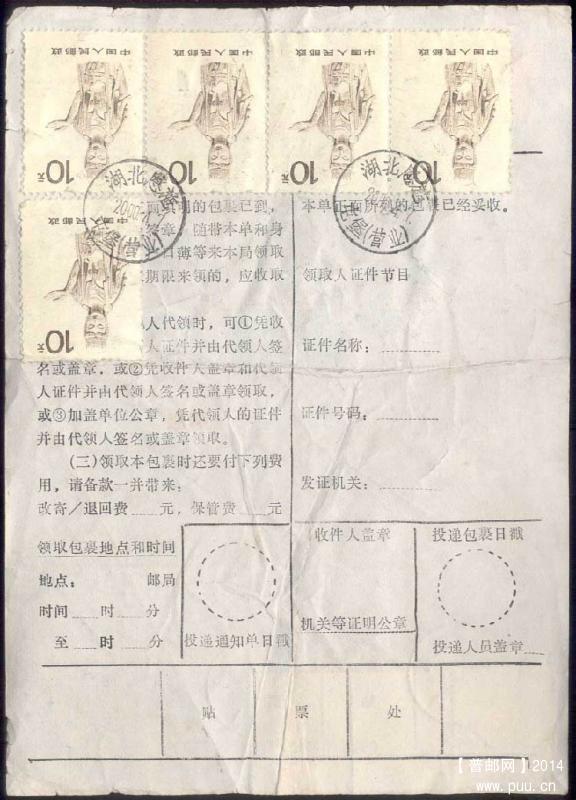 中国人民邮政
中国人民邮政
中国人民邮政
中国人民邮政
10元
10元
10元
10元
湖北
湖北
中国人民邮政
10元
明的包裹已到，
签章，随带本单和身
簿等来本局领取
期限来领的，应收取
人代领时，可①凭收
人证件并由代领人签
名或盖章，或②凭收件人盖章和代领
人证件并由代领人签名或盖章领取，
或③加盖单位公章，凭代领人的证件
并由代领人签名或盖章领取。
(三)领取本包裹时还要付下列费
用，请备款一并带来：
改寄／退回费 元，保管费 元
领取包裹地点和时间
地点： 邮局
时间 时 分
至 时 分
投递通知单日戳
本单正面所列的包裹已经妥收。
领取人证件节目
证件名称：
证件号码：
发证机关：
收件人盖章
机关等证明公章
投递包裹日戳
投递人员盖章
贴 票 处
【普邮网】2014
www.puu.cn